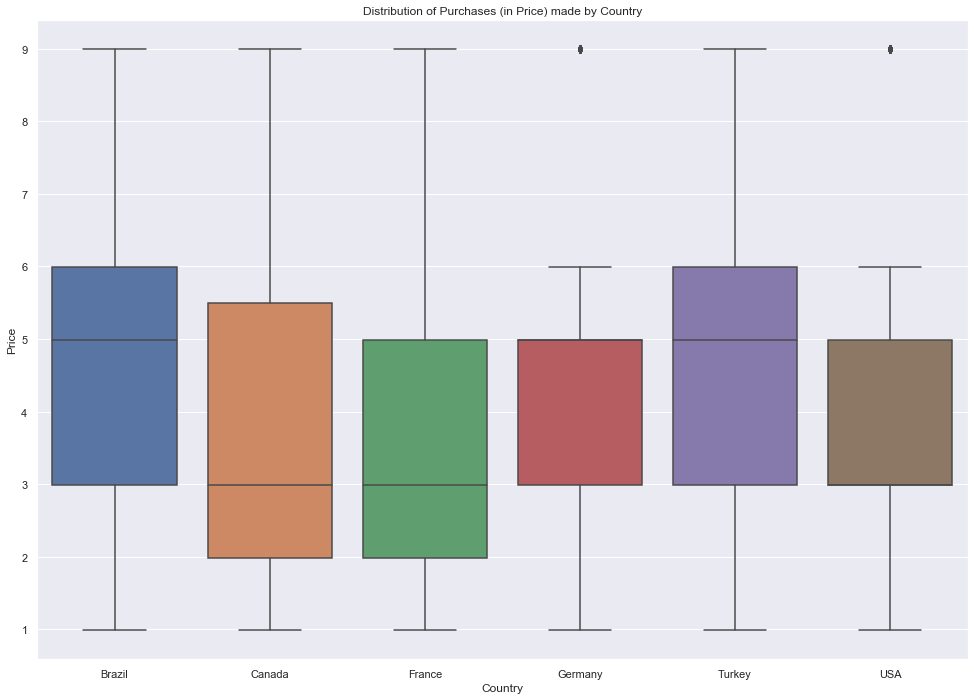 Distribution of Purchases (in Price) made by Country
9
8
7
6
5
4
3
2
1
Price
Brazil Canada France Germany Turkey USA
Country